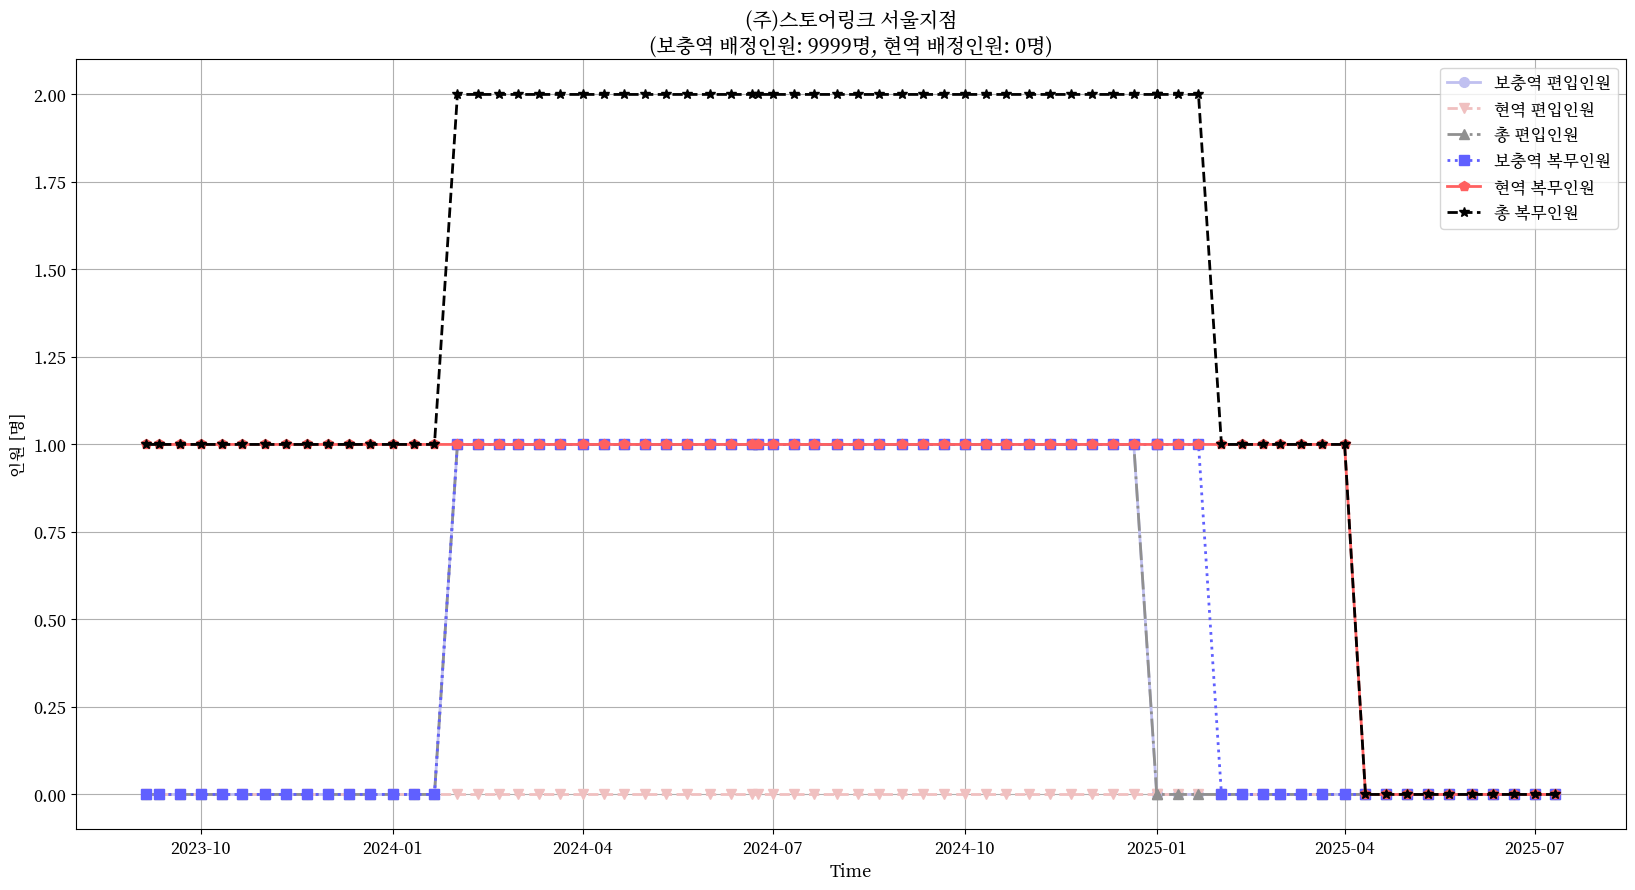 (주)스토어링크 서울지점
(보충역 배정인원: 9999명, 현역 배정인원: 0명)
보충역 편입인원
현역 편입인원
총 편입인원
보충역 복무인원
현역 복무인원
총 복무인원
2.00
1.75
1.50
1.25
1.00
0.75
0.50
0.25
0.00
인원 [명]
2023-10
2024-01
2024-04
2024-07
2024-10
2025-01
2025-04
2025-07
Time